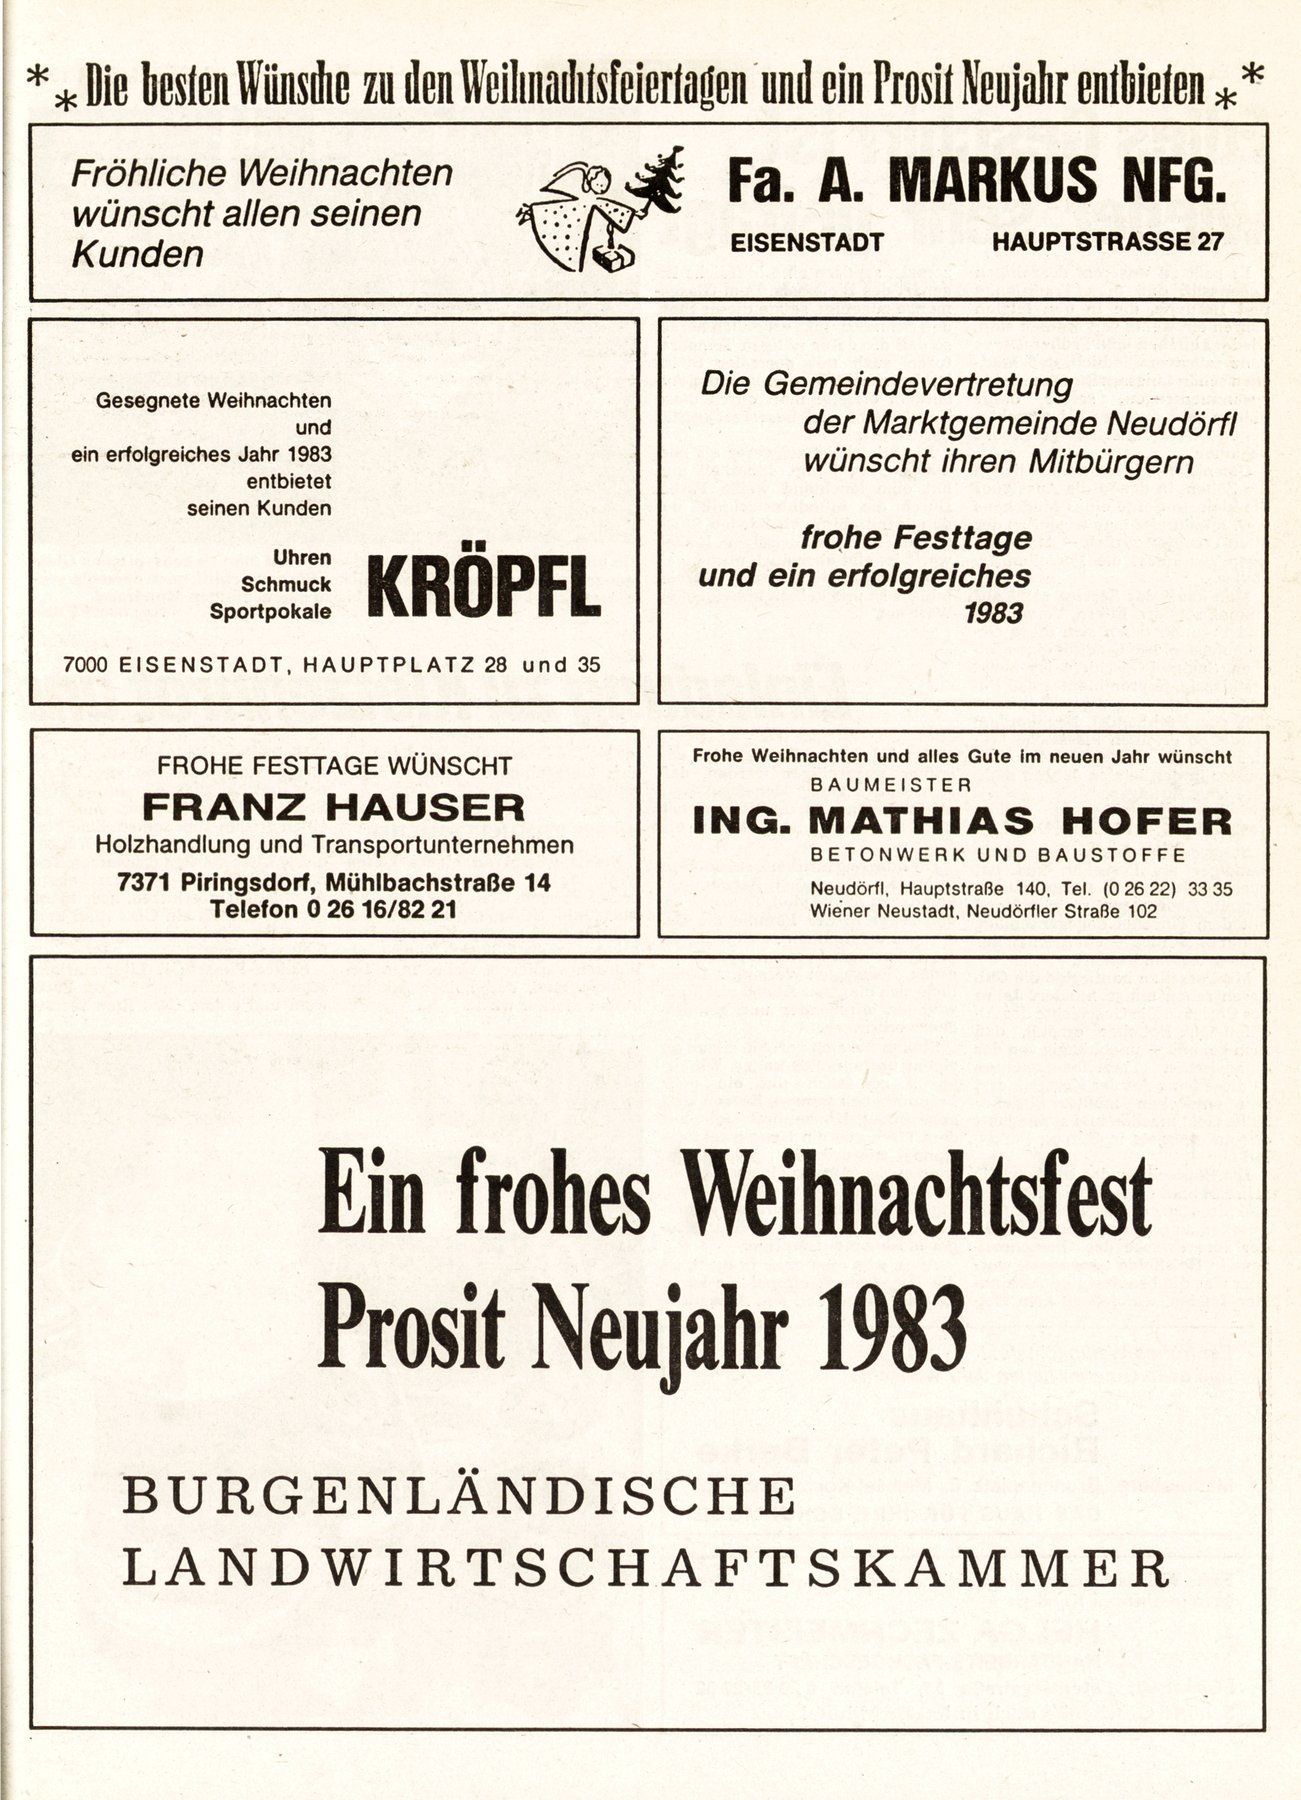 * * Die besten Wünsche zu den Weihnachtsfeiertagen und ein Prosit Neujahr entbieten * *
Fröhliche Weihnachten
wünscht allen seinen
Kunden
Fa. A. MARKUS NFG.
EISENSTADT HAUPTSTRASSE 27
Gesegnete Weihnachten
und
ein erfolgreiches Jahr 1983
entbietet
seinen Kunden
Uhren
Schmuck
Sportpokale
KRÖPFL
7000 EISENSTADT, HAUPTPLATZ 28 und 35
Die Gemeindevertretung
der Marktgemeinde Neudörfl
wünscht ihren Mitbürgern
frohe Festtage
und ein erfolgreiches
1983
FROHE FESTTAGE WÜNSCHT
FRANZ HAUSER
Holzhandlung und Transportunternehmen
7371 Piringsdorf, Mühlbachstraße 14
Telefon 0 26 16/82 21
Frohe Weihnachten und alles Gute im neuen Jahr wünscht
BAUMEISTER
ING. MATHIAS HOFER
BETONWERK UND BAUSTOFFE
Neudörfl, Hauptstraße 140, Tel. (0 26 22) 33 35
Wiener Neustadt, Neudörfler Straße 102
Ein frohes Weihnachtsfest
Prosit Neujahr 1983
BURGENLÄNDISCHE
LANDWIRTSCHAFTSKAMMER